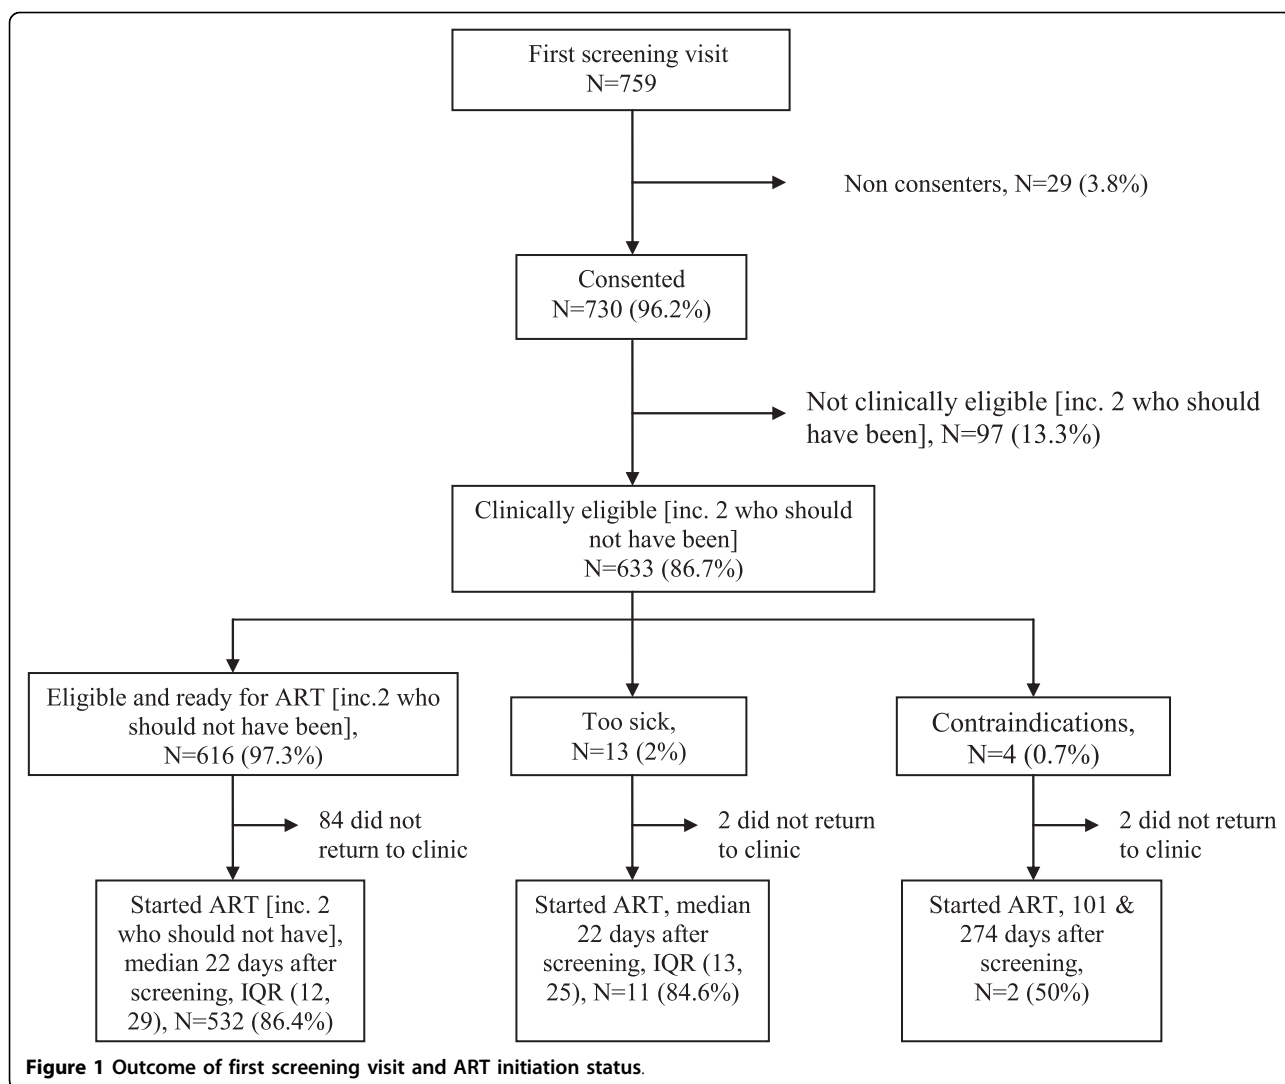 First screening visit
N=759
Non consenters, N=29 (3.8%)
Consented
N=730 (96.2%)
Not clinically eligible [inc. 2 who should
have been], N=97 (13.3%)
Clinically eligible [inc. 2 who should
not have been]
N=633 (86.7%)
Eligible and ready for ART [inc.2 who
should not have been],
N=616 (97.3%)
Too sick,
N=13 (2%)
Contraindications,
N=4 (0.7%)
84 did not
return to clinic
2 did not return
to clinic
2 did not return
to clinic
Started ART [inc. 2
who should not have],
median 22 days after
screening, IQR (12,
29), N=532 (86.4%)
Started ART, median
22 days after
screening, IQR (13,
25), N=11 (84.6%)
Started ART, 101 &
274 days after
screening,
N=2 (50%)
Figure 1 Outcome of first screening visit and ART initiation status.